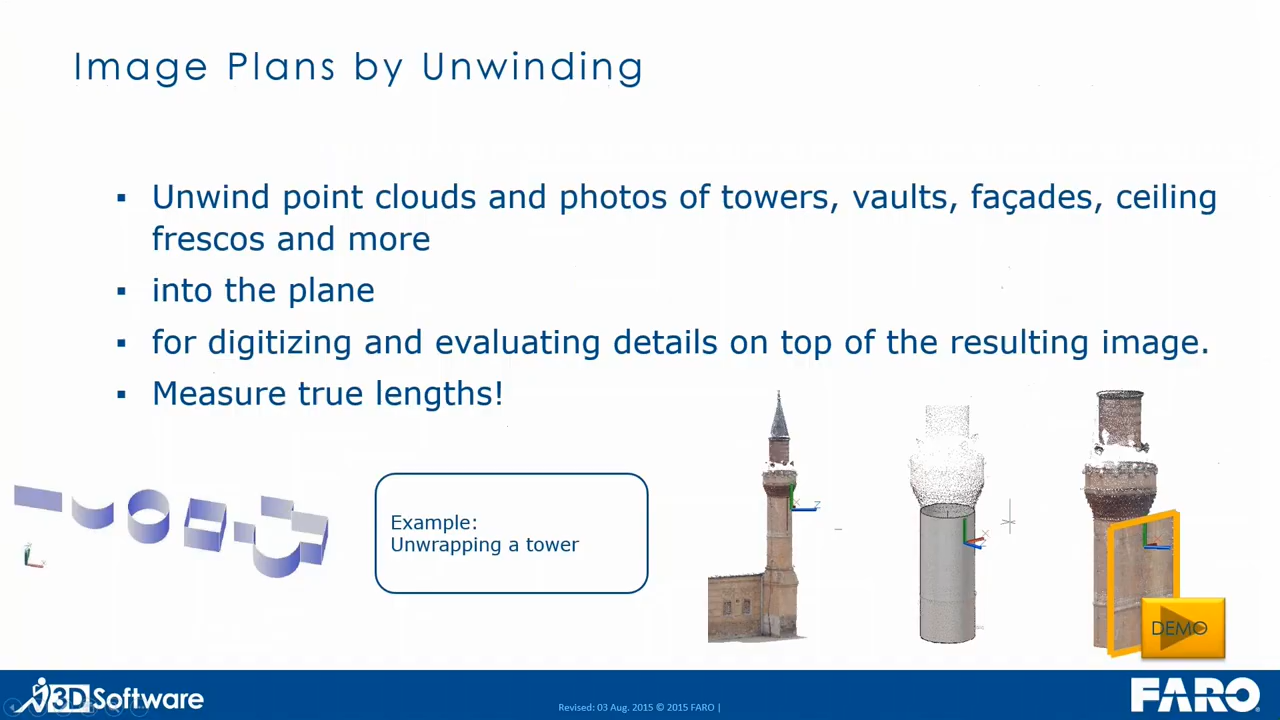 Image Plans by Unwinding
▪ Unwind point clouds and photos of towers, vaults, façades, ceiling
frescos and more
▪ into the plane
▪ for digitizing and evaluating details on top of the resulting image.
▪ Measure true lengths!
Example:
Unwrapping a tower
DEMO
3DSoftware
Revised: 03 Aug. 2015 © 2015 FARO |
FARO